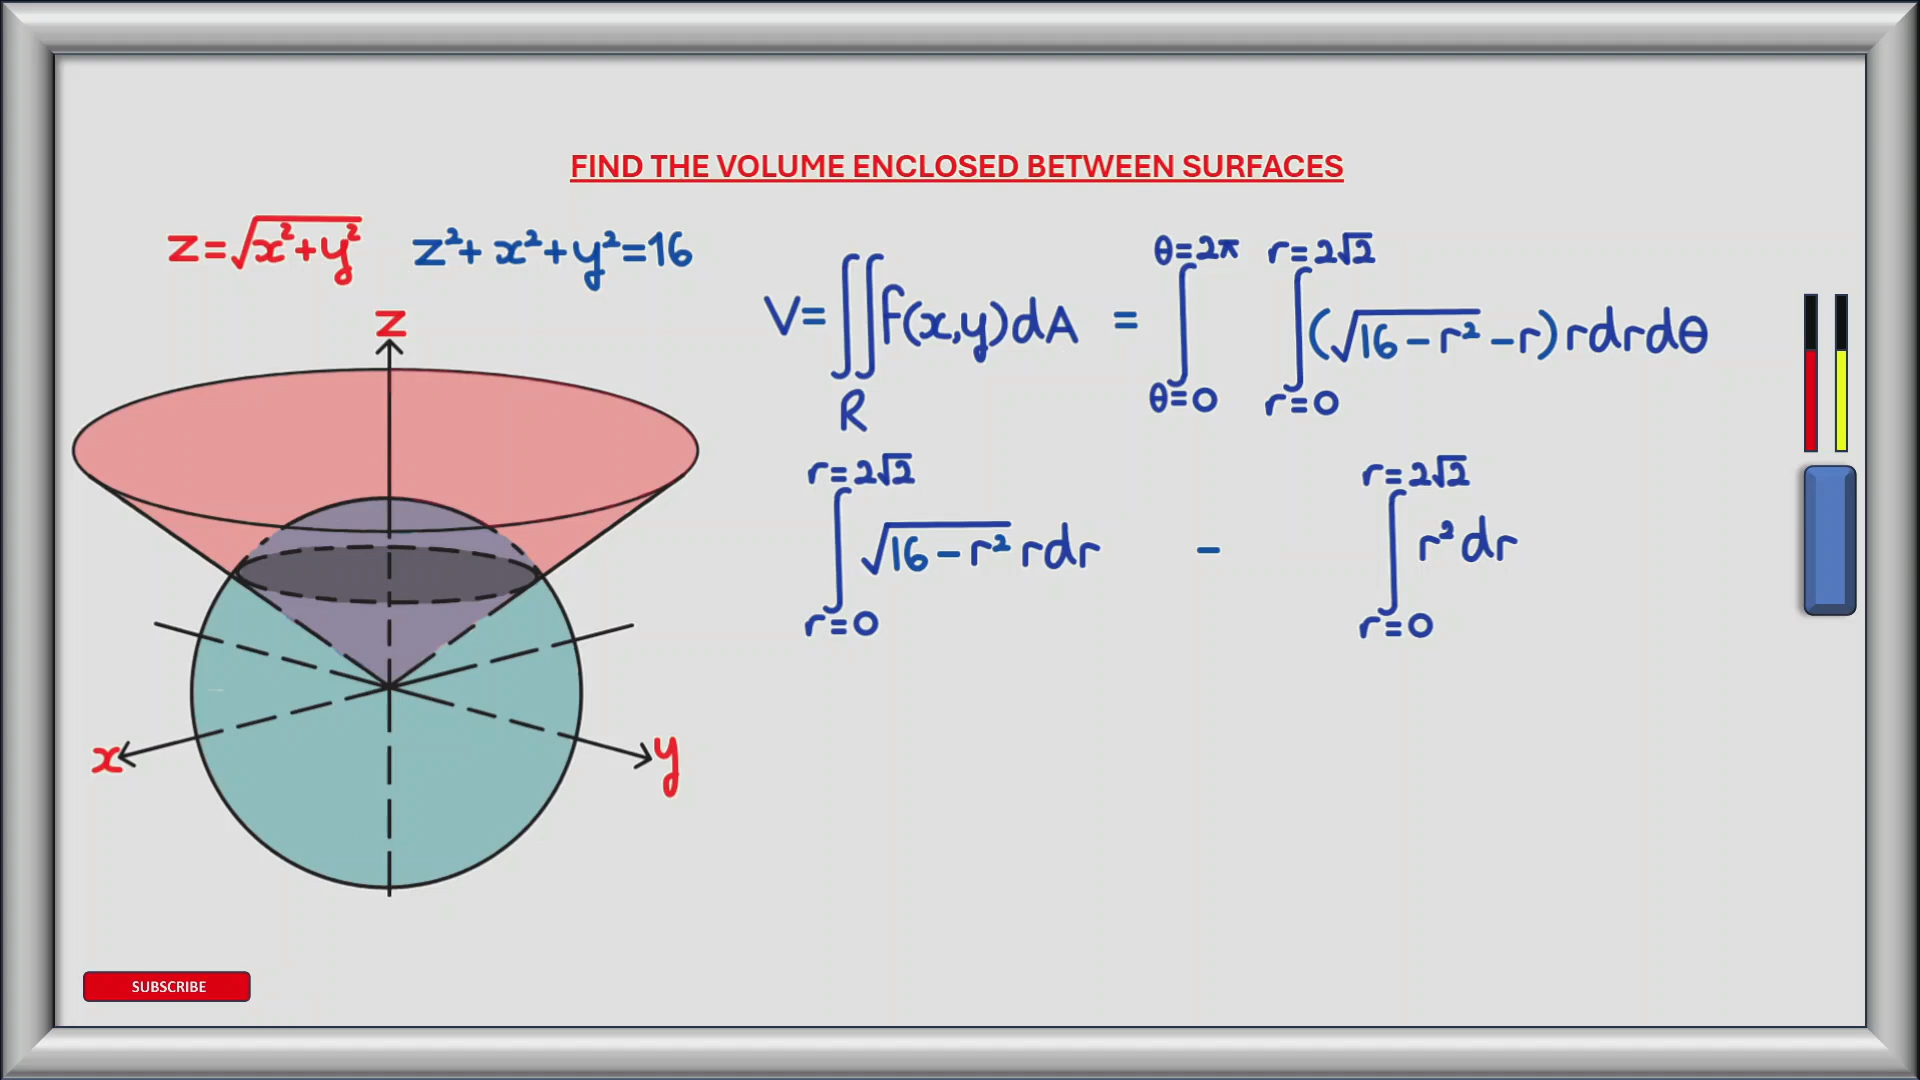 FIND THE VOLUME ENCLOSED BETWEEN SURFACES
z=√(x²+y²) z²+x²+y²=16
V=∬f(x,y)dA = ∫∫(√(16-r²)-r)rdrdθ
R
θ=2π r=2√2
θ=0 r=0
r=2√2 r=2√2
∫√(16-r²) rdr - ∫r²dr
r=0 r=0
z
x
y
SUBSCRIBE